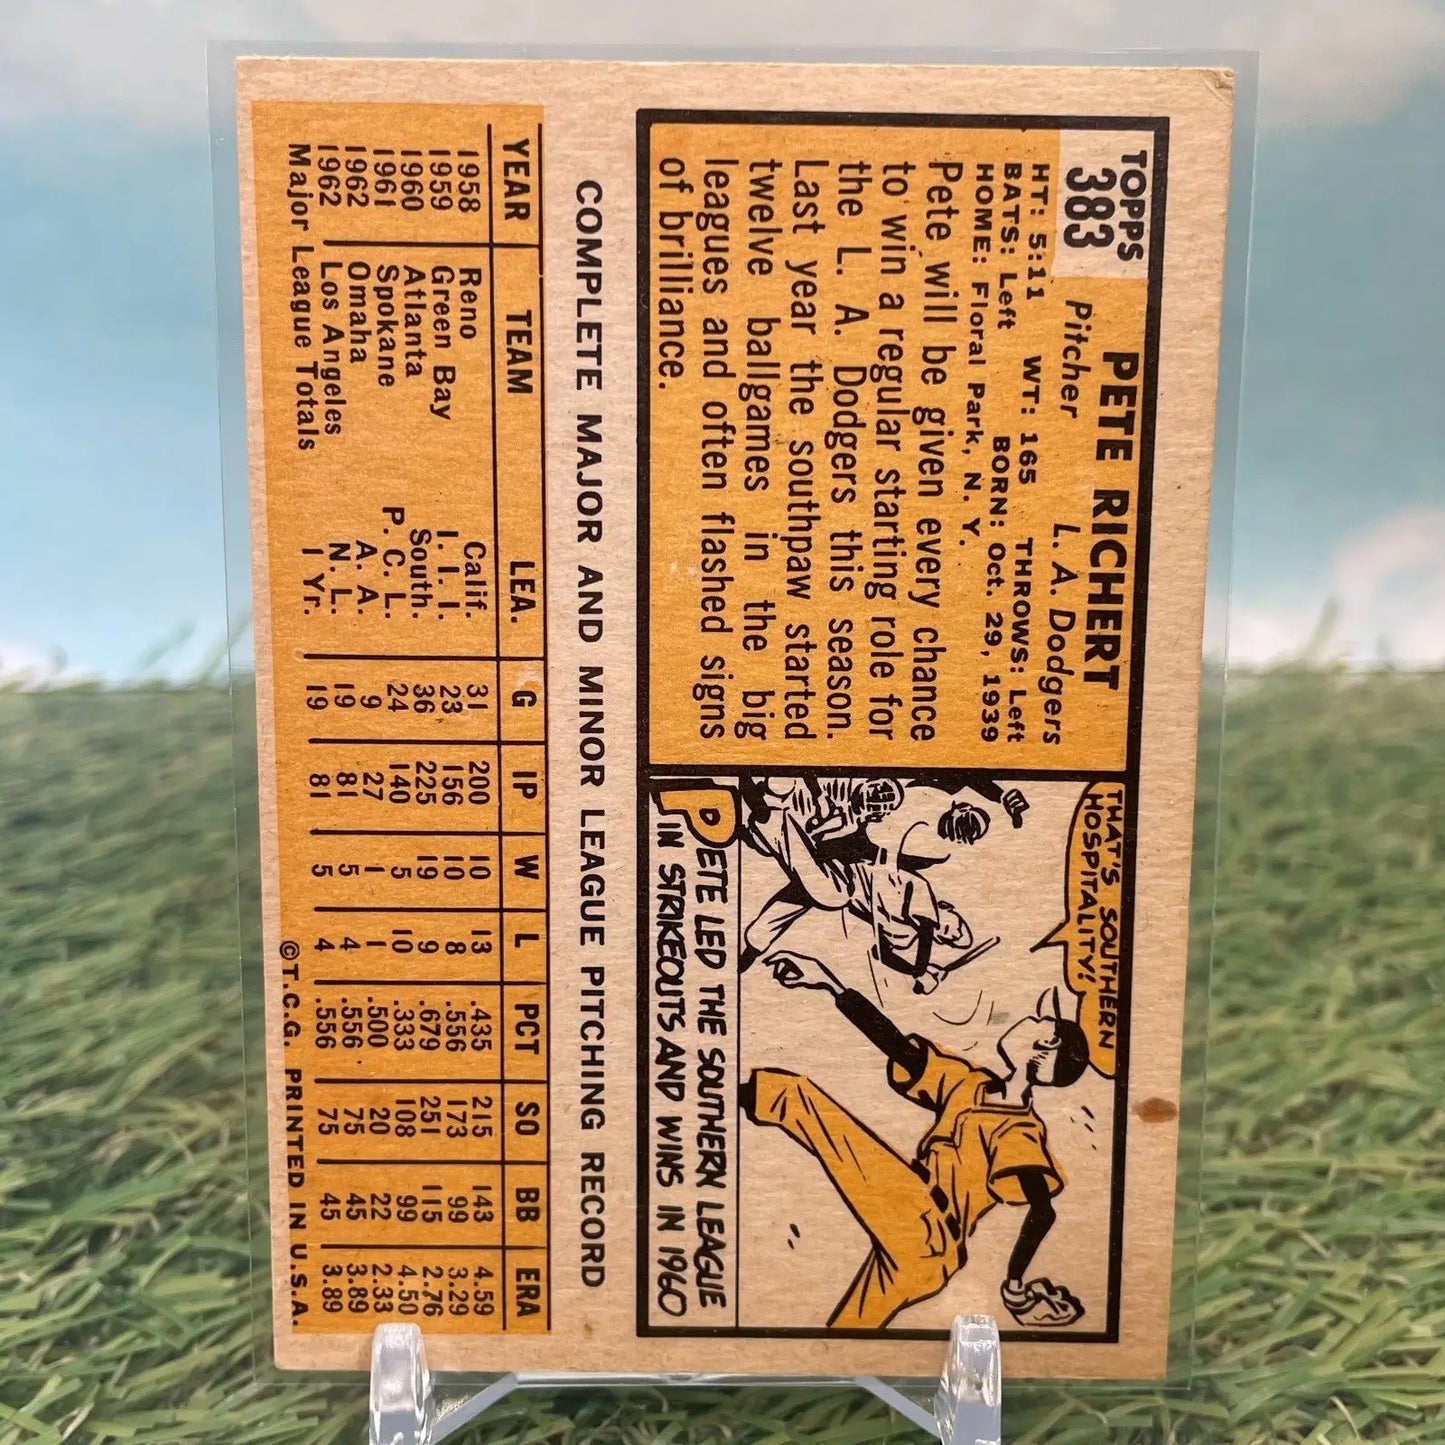 TOPPS
383
PETE RICHERT
Pitcher L. A. Dodgers
HT: 5:11 WT: 165 THROWS: Left
BATS: Left BORN: Oct. 29, 1939
HOME: Floral Park, N. Y.
Pete will be given every chance
to win a regular starting role for
the L. A. Dodgers this season.
Last year the southpaw started
twelve ballgames in the big
leagues and often flashed signs
of brilliance.
THAT'S SOUTHERN
HOSPITALITY!
PETE LED THE SOUTHERN LEAGUE
IN STRIKEOUTS AND WINS IN 1960
COMPLETE MAJOR AND MINOR LEAGUE PITCHING RECORD
YEAR TEAM LEA. G IP W L PCT SO BB ERA
1958 Reno Calif. 31 200 10 13 .435 215 143 4.59
1959 Green Bay I. I. I. 23 156 10 8 .556 173 99 3.29
1960 Atlanta South. 36 225 19 9 .679 251 115 2.76
1961 Spokane P. C. L. 24 140 5 10 .333 108 99 4.50
1962 Omaha A. A. 9 27 1 1 .500 20 22 2.33
1962 Los Angeles N. L. 19 81 5 4 .556 75 45 3.89
Major League Totals 1 Yr. 19 81 5 4 .556 75 45 3.89
©T.C.G. PRINTED IN U.S.A.